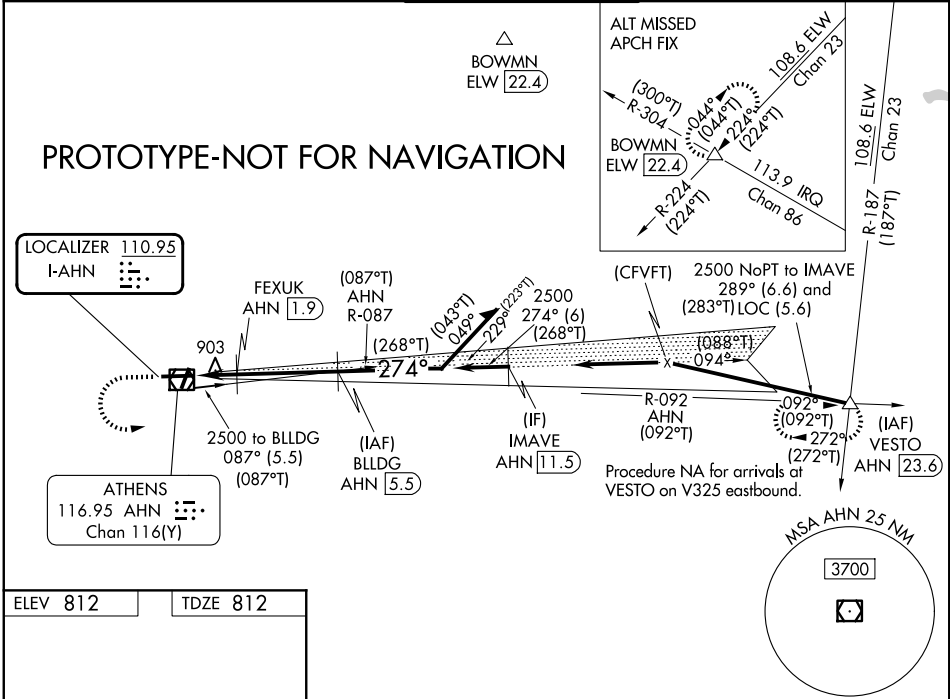 ALT MISSED
APCH FIX
108.6 ELW
Chan 23
(300°T)
R-304
044°
(044°T)
224°
(224°T)
BOWMN
ELW 22.4
R-224
(224°T)
113.9 IRQ
Chan 86
BOWMN
ELW 22.4
108.6 ELW
Chan 23
R-187
(187°T)
PROTOTYPE-NOT FOR NAVIGATION
LOCALIZER 110.95
I-AHN
FEXUK
AHN 1.9
(087°T)
AHN
R-087
(043°T)
049°
229°
(223°T)
2500
274° (6)
(268°T)
(CFVFT)
2500 NoPT to IMAVE
289° (6.6) and
(283°T) LOC (5.6)
903
(268°T)
274°
(088°T)
094°
R-092
AHN
(092°T)
092°
(092°T)
272°
(272°T)
(IAF)
VESTO
AHN 23.6
2500 to BLLDG
087° (5.5)
(087°T)
(IAF)
BLLDG
AHN 5.5
(IF)
IMAVE
AHN 11.5
Procedure NA for arrivals at
VESTO on V325 eastbound.
ATHENS
116.95 AHN
Chan 116(Y)
MSA AHN 25 NM
3700
ELEV 812
TDZE 812